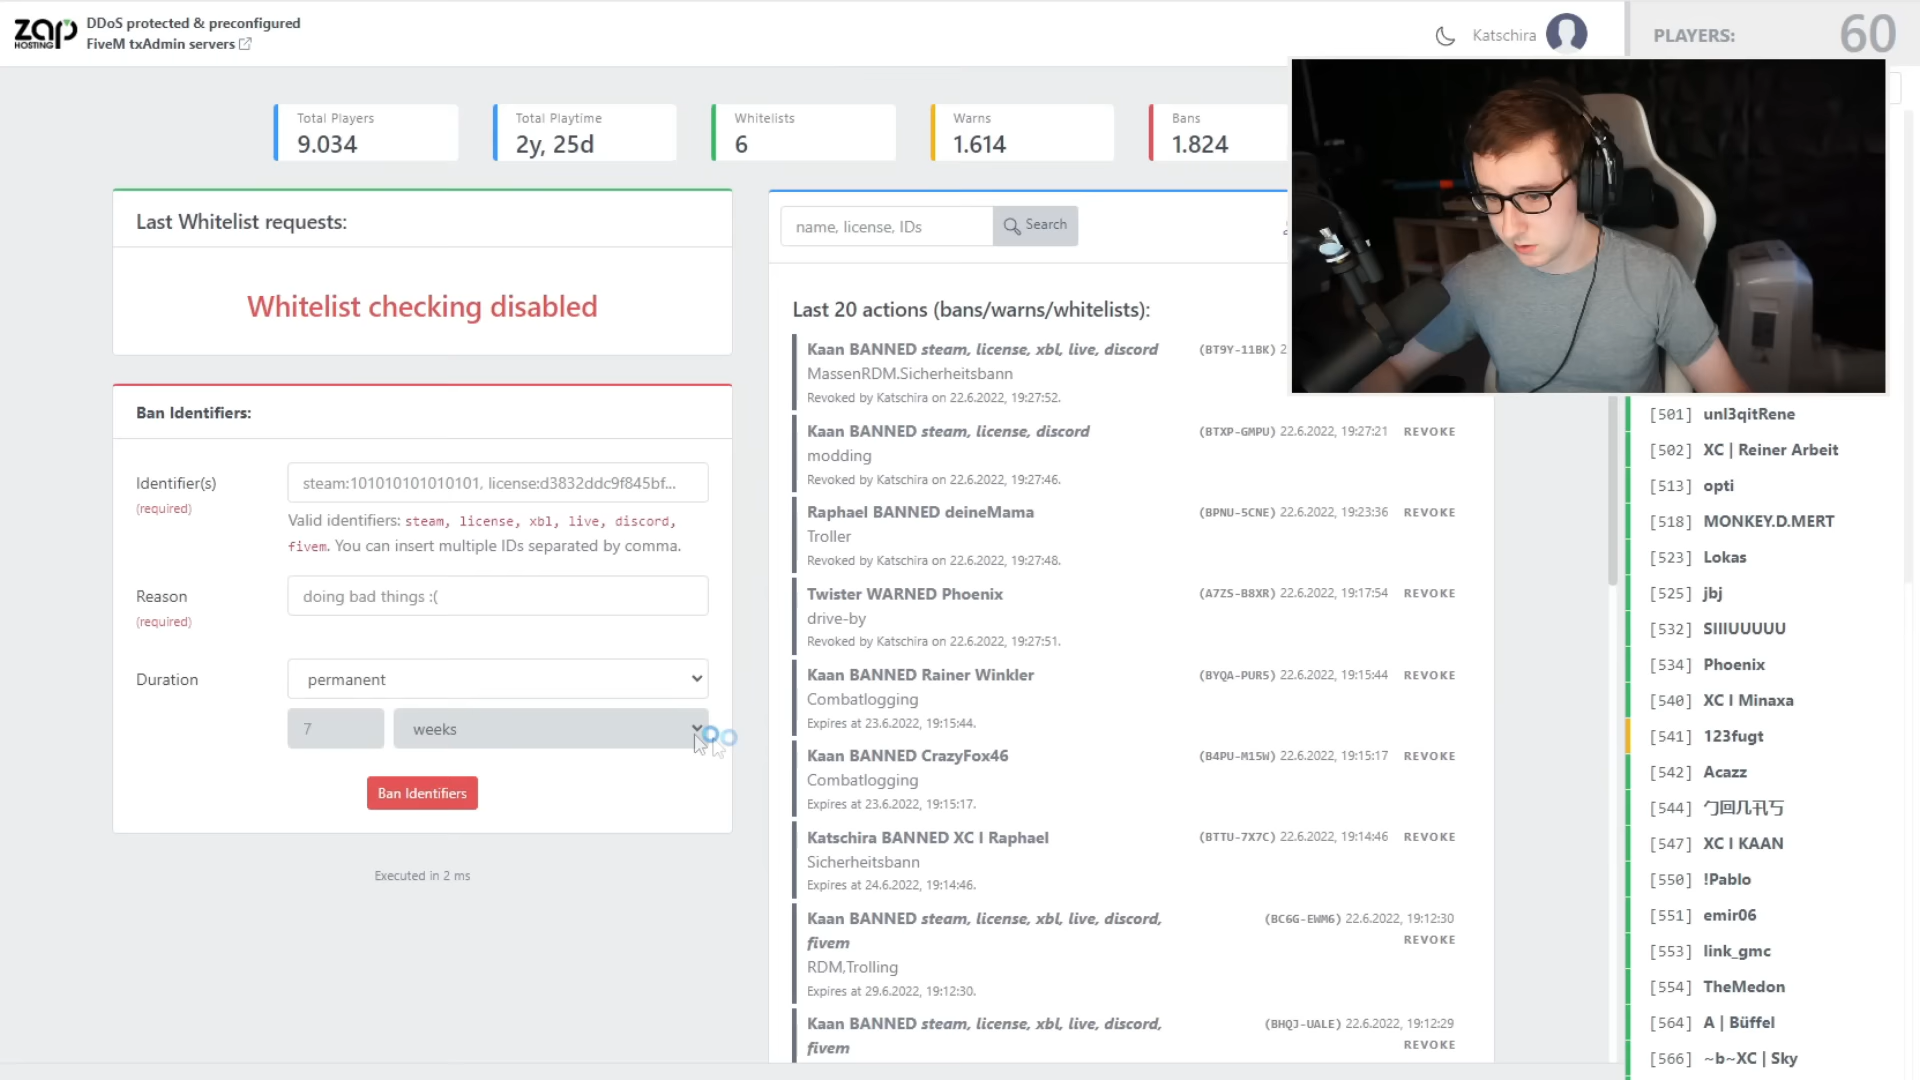 zap
HOSTING
DDoS protected & preconfigured
FiveM txAdmin servers
Katschira
PLAYERS:
60
Total Players
9.034
Total Playtime
2y, 25d
Whitelists
6
Warns
1.614
Bans
1.824
Last Whitelist requests:
Whitelist checking disabled
Ban Identifiers:
Identifier(s)
(required)
steam:101010101010101, license:d3832ddc9f845bf...
Valid identifiers: steam, license, xbl, live, discord,
fivem. You can insert multiple IDs separated by comma.
Reason
(required)
doing bad things :(
Duration
permanent
7
weeks
Ban Identifiers
Executed in 2 ms
name, license, IDs
Search
Last 20 actions (bans/warns/whitelists):
Kaan BANNED steam, license, xbl, live, discord
(BT9Y-11BK) 2
MassenRDM.Sicherheitsbann
Revoked by Katschira on 22.6.2022, 19:27:52.
Kaan BANNED steam, license, discord
(BTXP-GMPU) 22.6.2022, 19:27:21 REVOKE
modding
Revoked by Katschira on 22.6.2022, 19:27:46.
Raphael BANNED deineMama
(BPNU-5CNE) 22.6.2022, 19:23:36 REVOKE
Troller
Revoked by Katschira on 22.6.2022, 19:27:48.
Twister WARNED Phoenix
(A7ZS-B8XR) 22.6.2022, 19:17:54 REVOKE
drive-by
Revoked by Katschira on 22.6.2022, 19:27:51.
Kaan BANNED Rainer Winkler
(BYQA-PUR5) 22.6.2022, 19:15:44 REVOKE
Combatlogging
Expires at 23.6.2022, 19:15:44.
Kaan BANNED CrazyFox46
(B4PU-M15W) 22.6.2022, 19:15:17 REVOKE
Combatlogging
Expires at 23.6.2022, 19:15:17.
Katschira BANNED XC I Raphael
(BTTU-7X7C) 22.6.2022, 19:14:46 REVOKE
Sicherheitsbann
Expires at 24.6.2022, 19:14:46.
Kaan BANNED steam, license, xbl, live, discord,
fivem
(BC6G-EWM6) 22.6.2022, 19:12:30
REVOKE
RDM,Trolling
Expires at 29.6.2022, 19:12:30.
Kaan BANNED steam, license, xbl, live, discord,
fivem
(BHQJ-UALE) 22.6.2022, 19:12:29
REVOKE
[501] unl3qitRene
[502] XC | Reiner Arbeit
[513] opti
[518] MONKEY.D.MERT
[523] Lokas
[525] jbj
[532] SIIIUUUUU
[534] Phoenix
[540] XC I Minaxa
[541] 123fugt
[542] Acazz
[544] 勹回几卂丂
[547] XC I KAAN
[550] !Pablo
[551] emir06
[553] link_gmc
[554] TheMedon
[564] A | Büffel
[566] ~b~XC | Sky